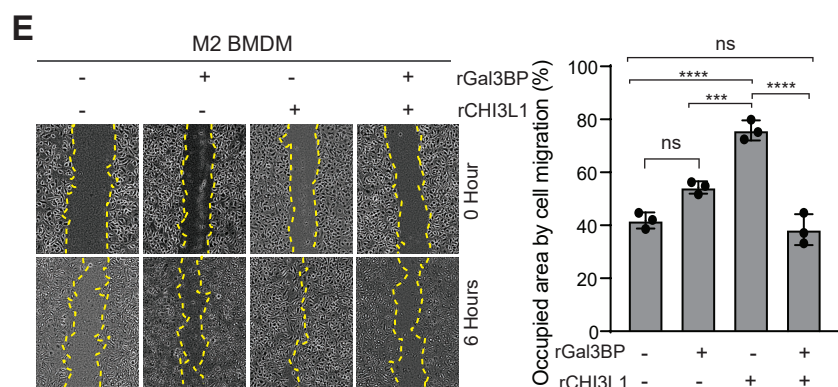 E
M2 BMDM
- + - + rGal3BP
- - + + rCHI3L1
0 Hour
6 Hours
Occupied area by cell migration (%)
100
80
60
40
20
0
ns
**** ****
***
ns
rGal3BP - + - +
rCHI3L1 - - + +